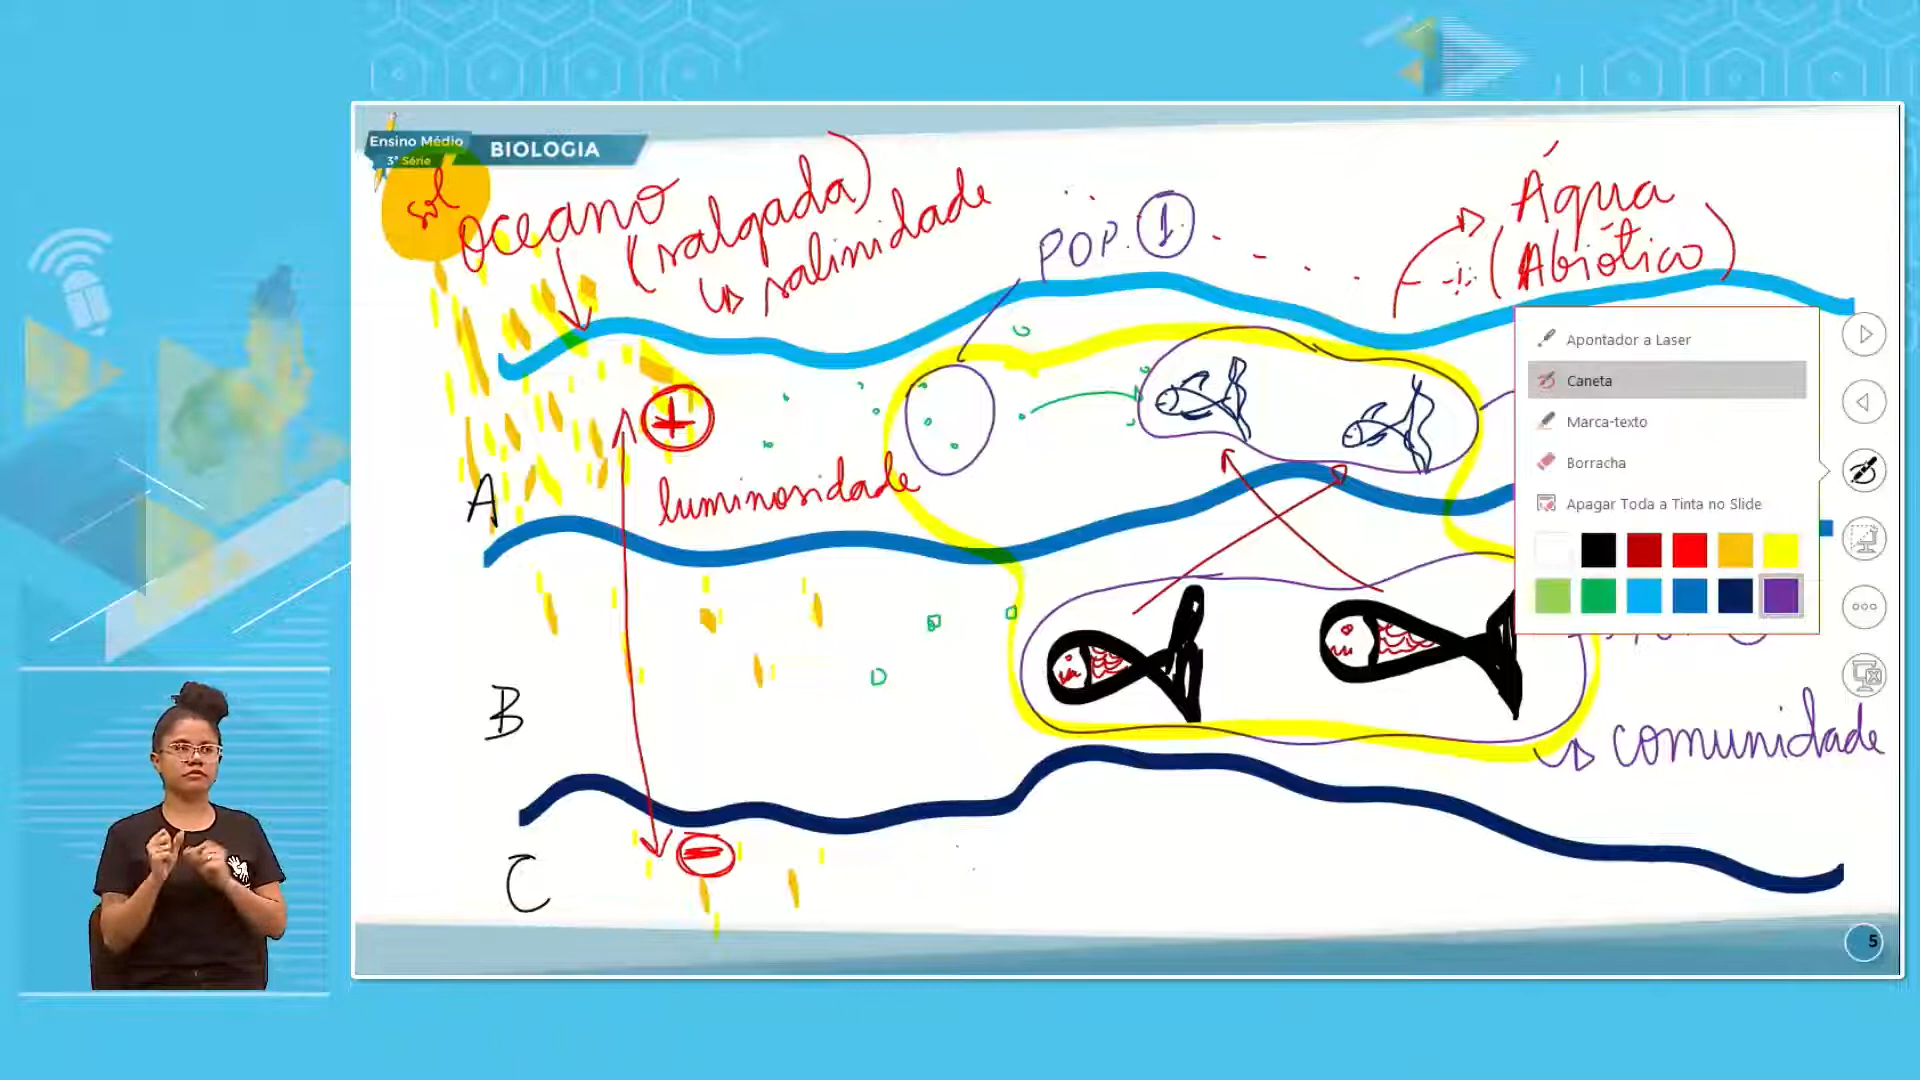 Ensino Médio
3ª Série
BIOLOGIA
sol
oceano
(salgada)
↳ salinidade
POP. 1
Água
(Abiótico)
Apontador a Laser
Caneta
Marca-texto
Borracha
Apagar Toda a Tinta no Slide
+
luminosidade
A
B
comunidade
-
C
5